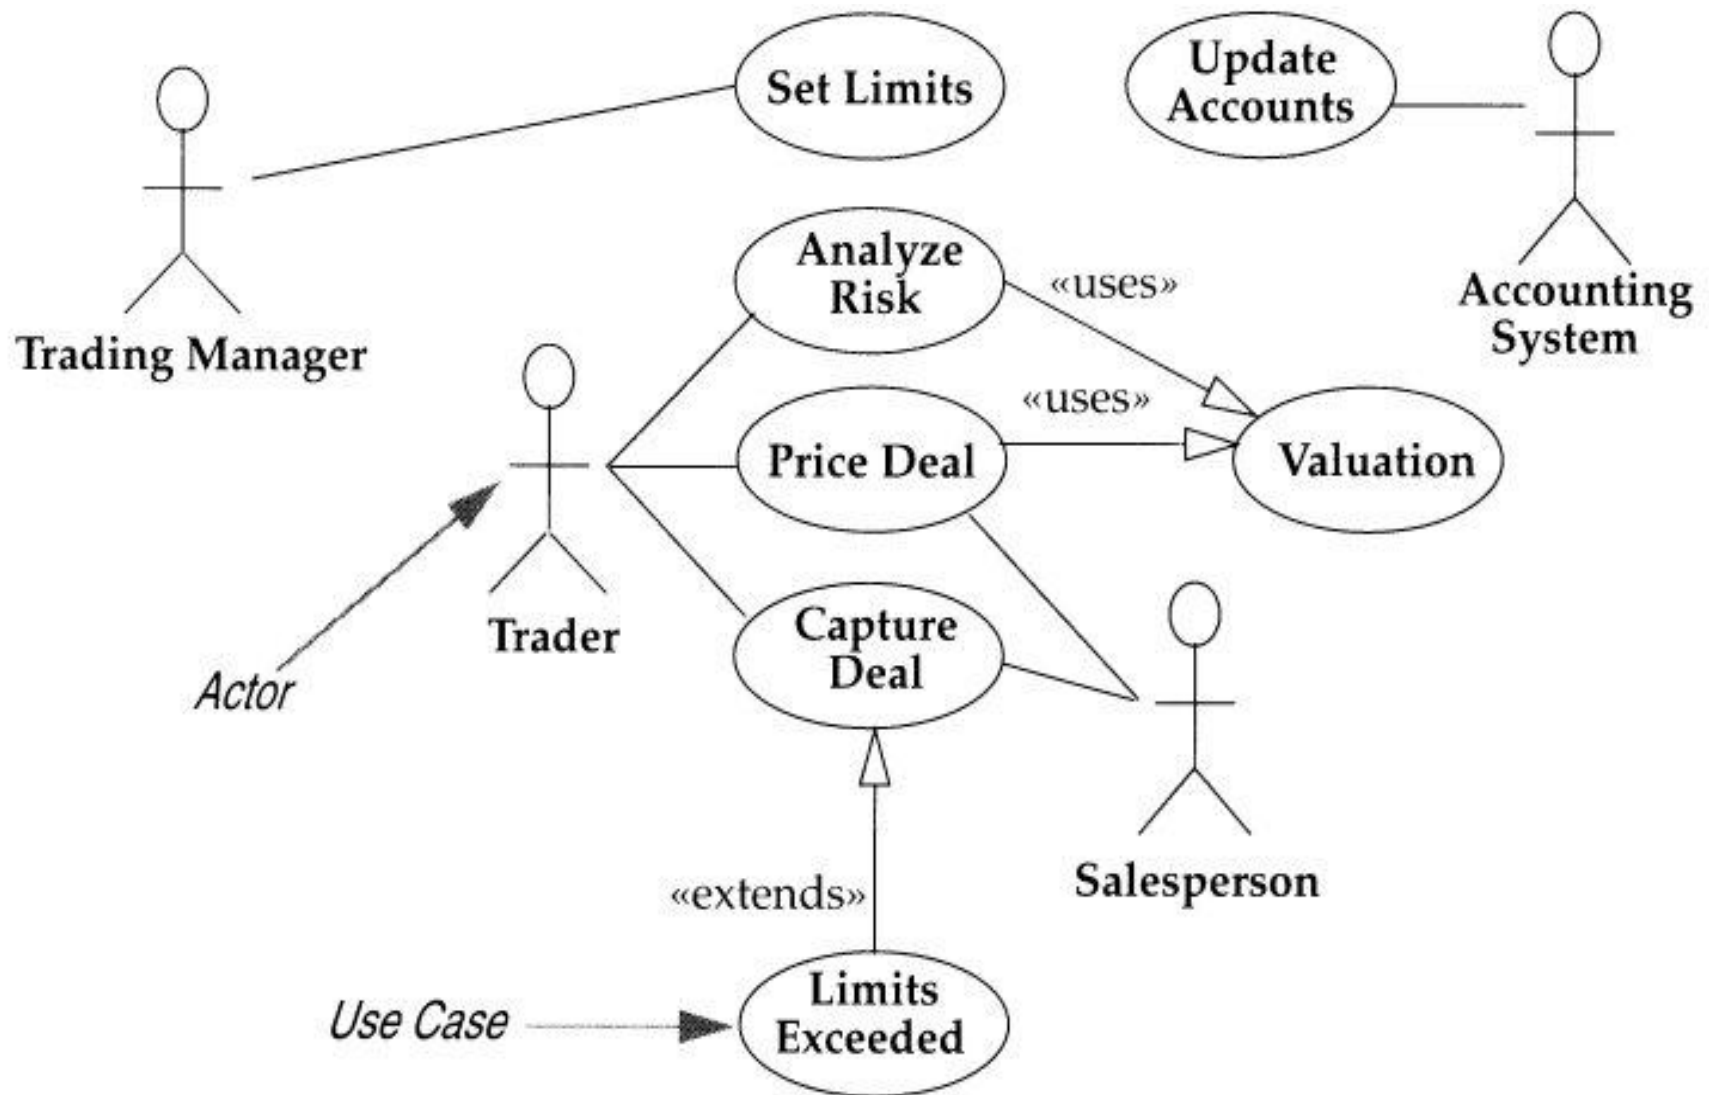 Set Limits
Update
Accounts
Analyze
Risk
«uses»
Accounting
System
Trading Manager
«uses»
Price Deal
Valuation
Trader
Capture
Deal
Actor
Salesperson
«extends»
Limits
Exceeded
Use Case